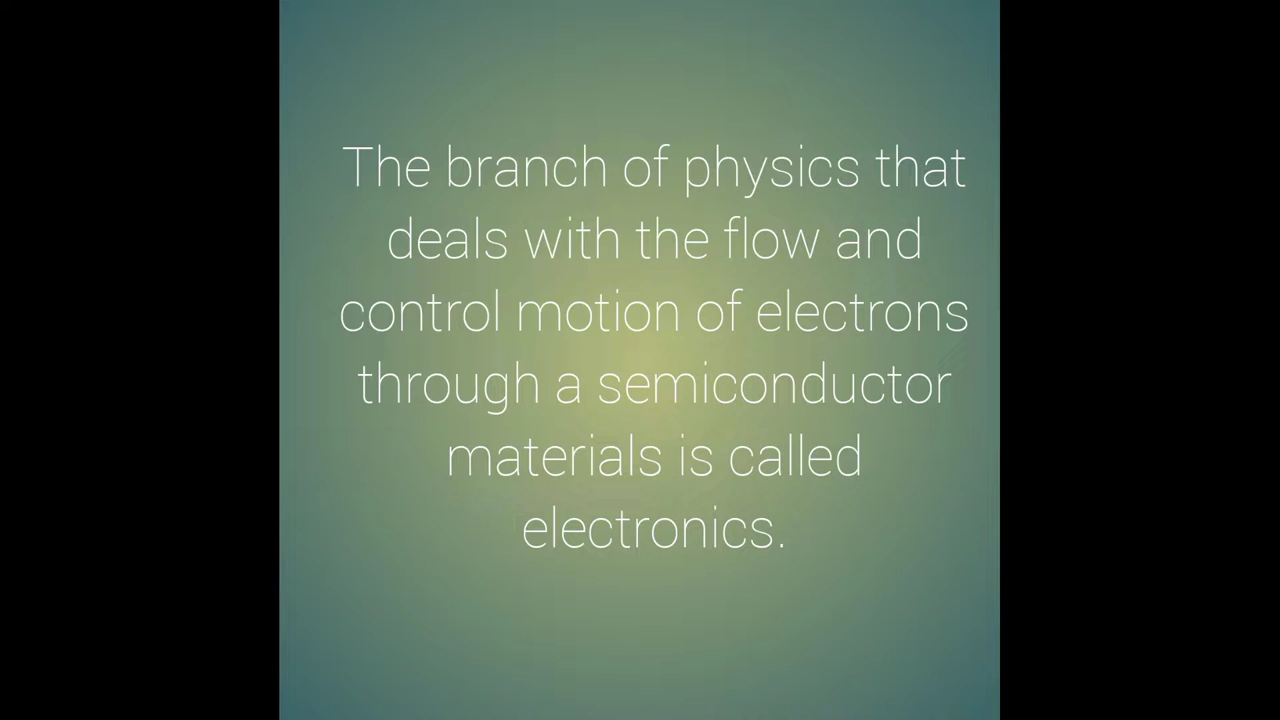 The branch of physics that
deals with the flow and
control motion of electrons
through a semiconductor
materials is called
electronics.